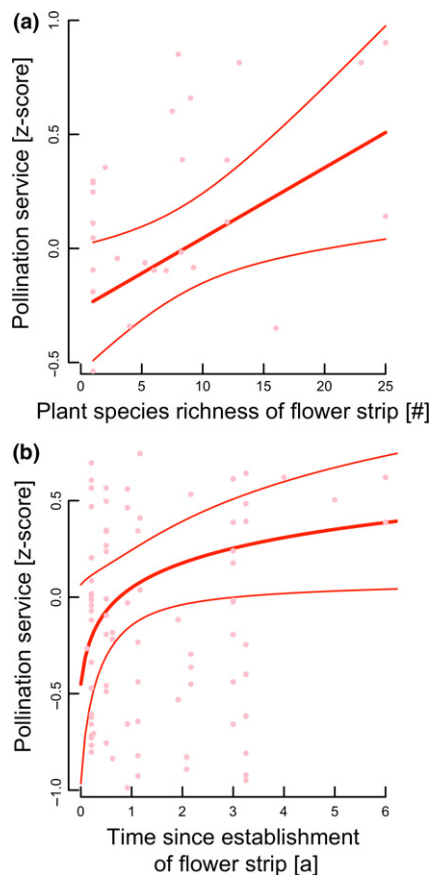 (a)
Pollination service [z-score]
1.0
0.5
0.0
−0.5
0 5 10 15 20 25
Plant species richness of flower strip [#]
(b)
Pollination service [z-score]
0.5
0.0
−0.5
−1.0
0 1 2 3 4 5 6
Time since establishment
of flower strip [a]